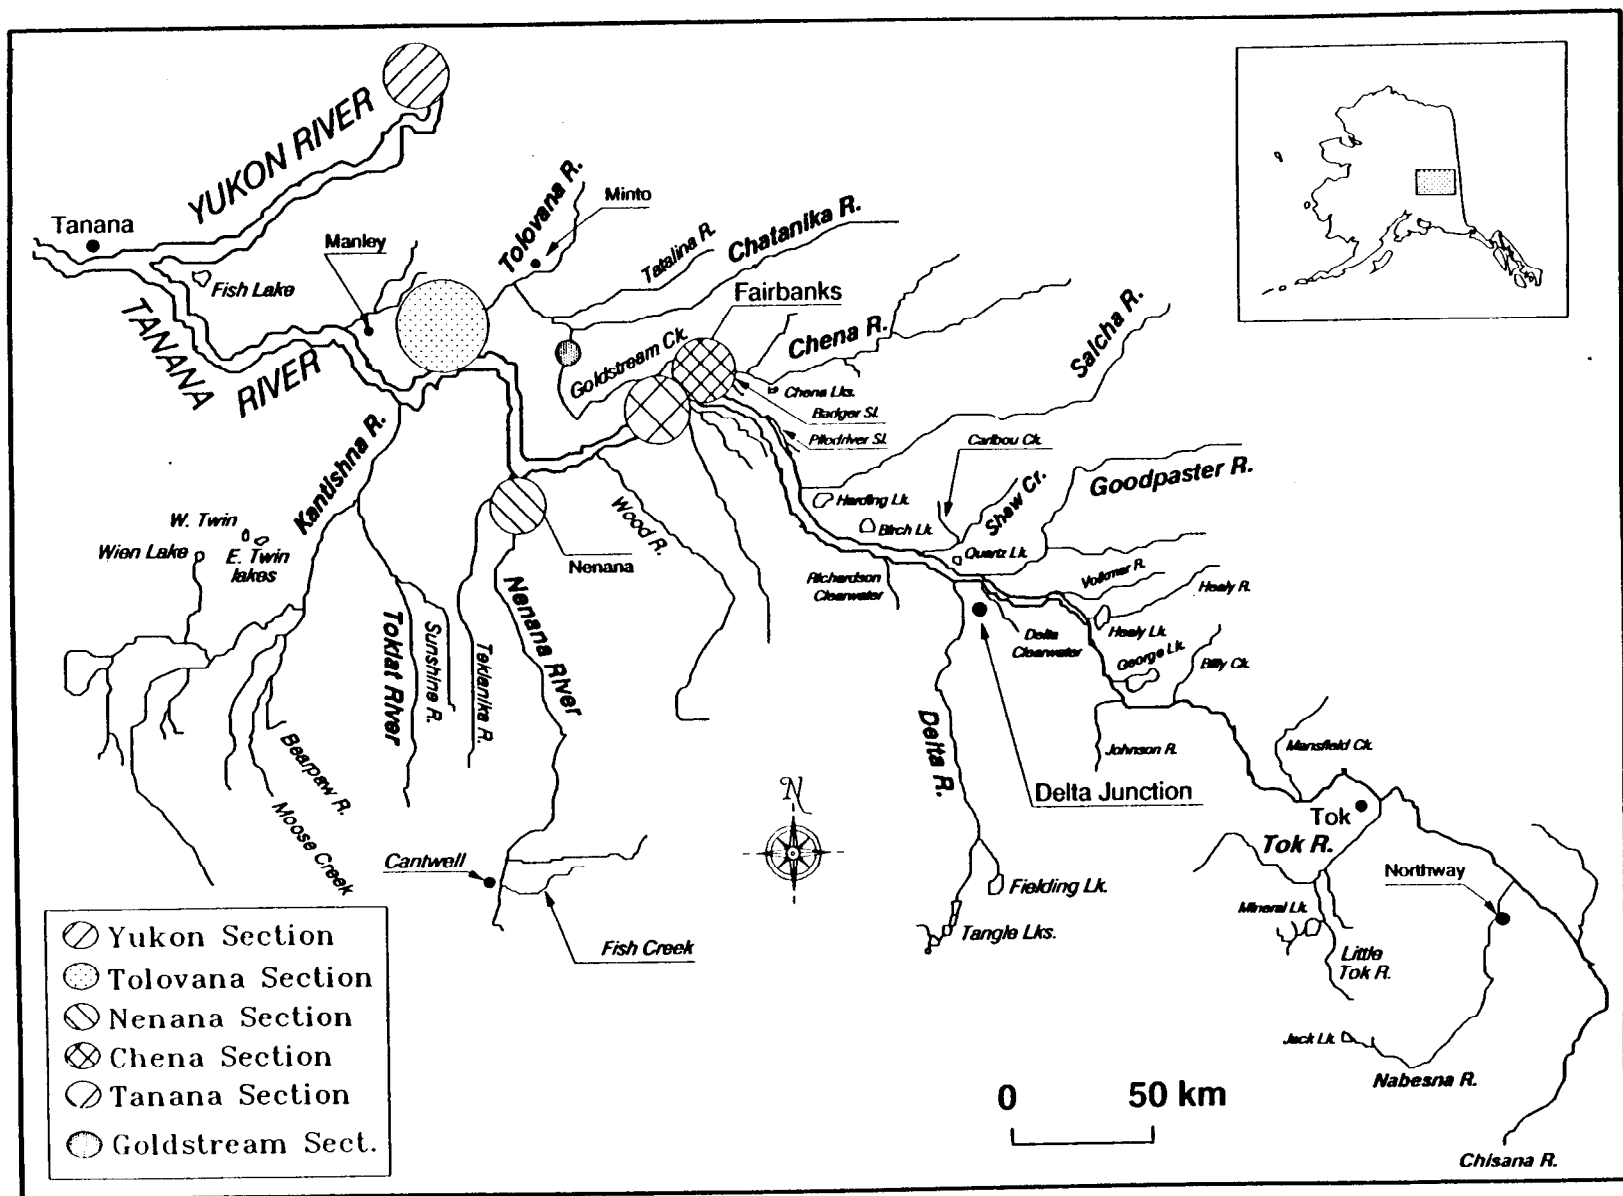 YUKON RIVER
Tanana
Fish Lake
Manley
TANANA
RIVER
Tolovana R.
Minto
Tatalina R.
Chatanika R.
Fairbanks
Goldstream Ck.
Chena R.
Chena Lks.
Badger Sl.
Piledriver Sl.
Salcha R.
Caribou Ck.
Harding Lk.
Birch Lk.
Shaw Cr.
Quartz Lk.
Goodpaster R.
Kantishna R.
W. Twin
Wien Lake
E. Twin
lakes
Wood R.
Nenana
Richardson
Clearwater
Volkmar R.
Healy R.
Healy Lk.
Delta
Clearwater
George Lk.
Billy Ck.
Toklat River
Sunshine R.
Teklanika R.
Nenana River
Bearpaw R.
Moose Creek
Delta R.
Johnson R.
Mansfield Ck.
Delta Junction
N
Tok
Tok R.
Northway
Cantwell
Fish Creek
Fielding Lk.
Tangle Lks.
Mineral Lk.
Little
Tok R.
Jack Lk.
Nabesna R.
Chisana R.
0 50 km
Yukon Section
Tolovana Section
Nenana Section
Chena Section
Tanana Section
Goldstream Sect.